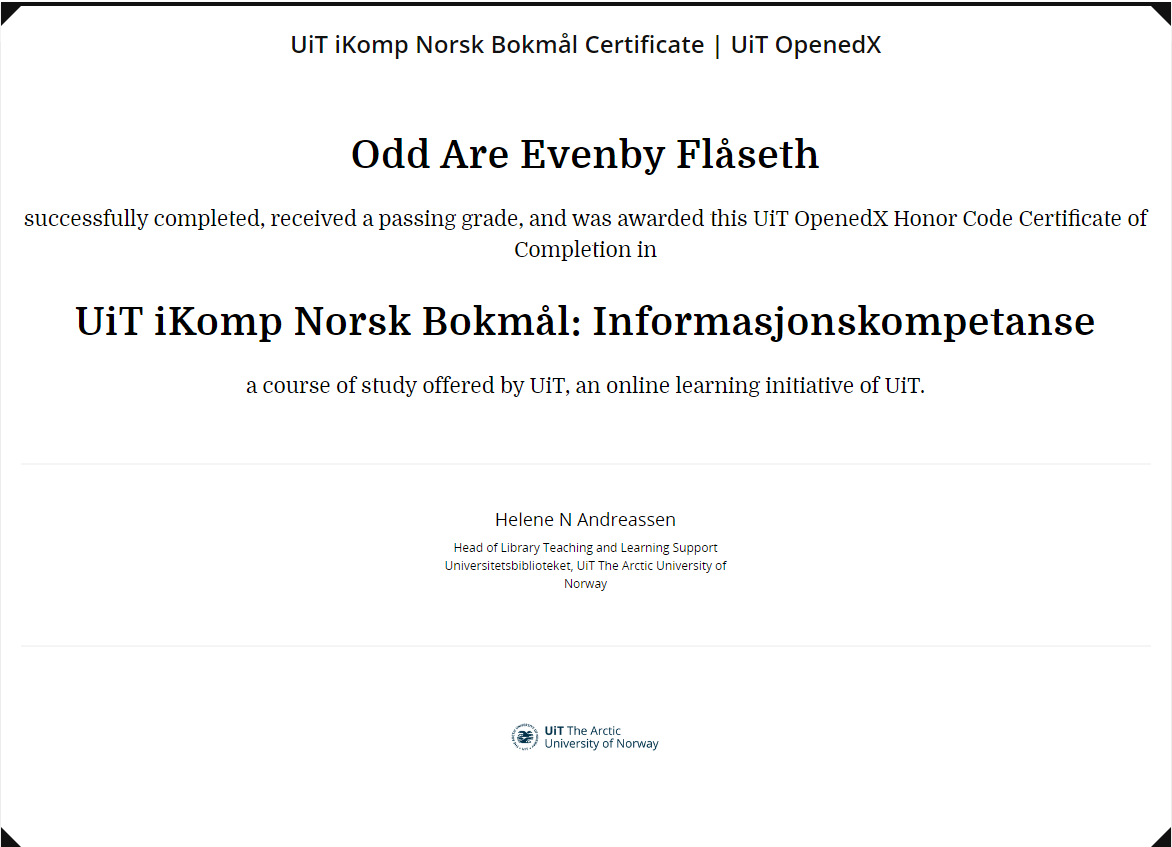 UiT iKomp Norsk Bokmål Certificate | UiT OpenedX
Odd Are Evenby Flåseth
successfully completed, received a passing grade, and was awarded this UiT OpenedX Honor Code Certificate of
Completion in
UiT iKomp Norsk Bokmål: Informasjonskompetanse
a course of study offered by UiT, an online learning initiative of UiT.
Helene N Andreassen
Head of Library Teaching and Learning Support
Universitetsbiblioteket, UiT The Arctic University of
Norway
UiT The Arctic
University of Norway